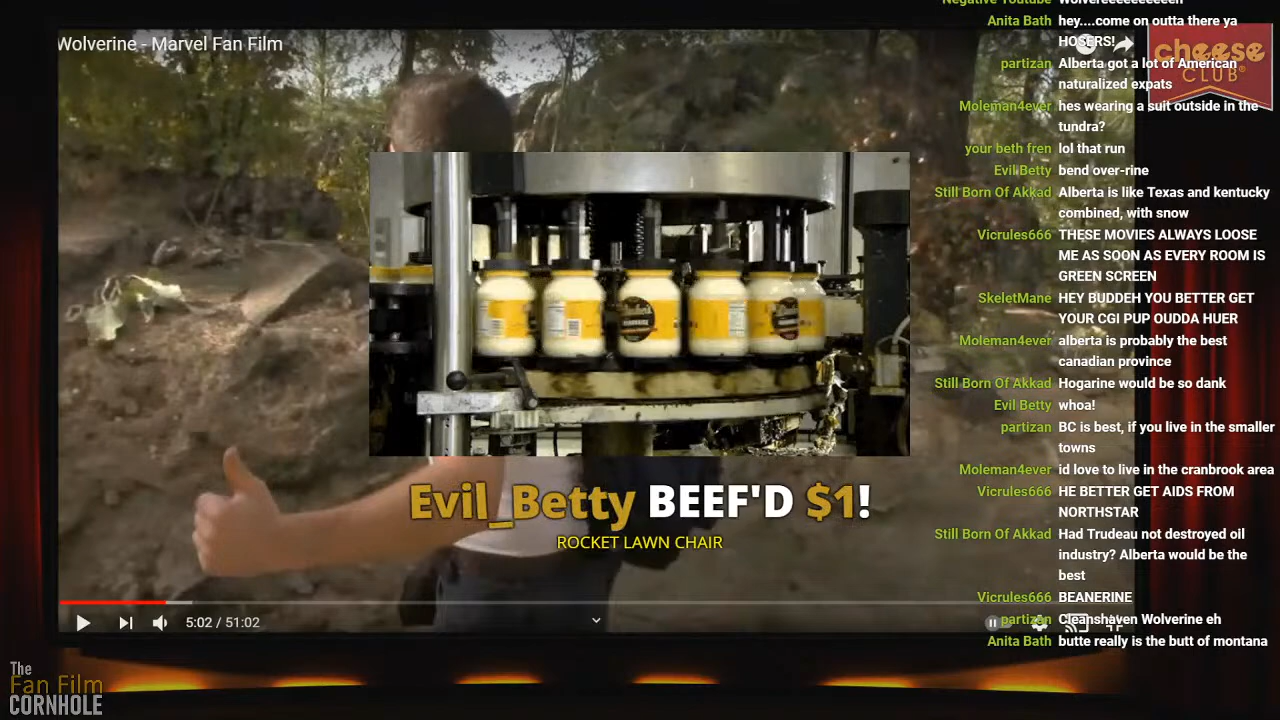 Wolverine - Marvel Fan Film
Negative Youtube wolvereeeeeeeeeeh
Anita Bath hey....come on outta there ya
HOSERS!
partizan Alberta got a lot of American
naturalized expats
Moleman4ever hes wearing a suit outside in the
tundra?
your beth fren lol that run
Evil Betty bend over-rine
Still Born Of Akkad Alberta is like Texas and kentucky
combined, with snow
Vicrules666 THESE MOVIES ALWAYS LOOSE
ME AS SOON AS EVERY ROOM IS
GREEN SCREEN
SkeletMane HEY BUDDEH YOU BETTER GET
YOUR CGI PUP OUDDA HUER
Moleman4ever alberta is probably the best
canadian province
Still Born Of Akkad Hogarine would be so dank
Evil Betty whoa!
partizan BC is best, if you live in the smaller
towns
Moleman4ever id love to live in the cranbrook area
Vicrules666 HE BETTER GET AIDS FROM
NORTHSTAR
Still Born Of Akkad Had Trudeau not destroyed oil
industry? Alberta would be the
best
Vicrules666 BEANERINE
partizan Cleanshaven Wolverine eh
Anita Bath butte really is the butt of montana
cheese
CLUB®
Evil_Betty BEEF'D $1!
ROCKET LAWN CHAIR
5:02 / 51:02
The
Fan Film
CORNHOLE